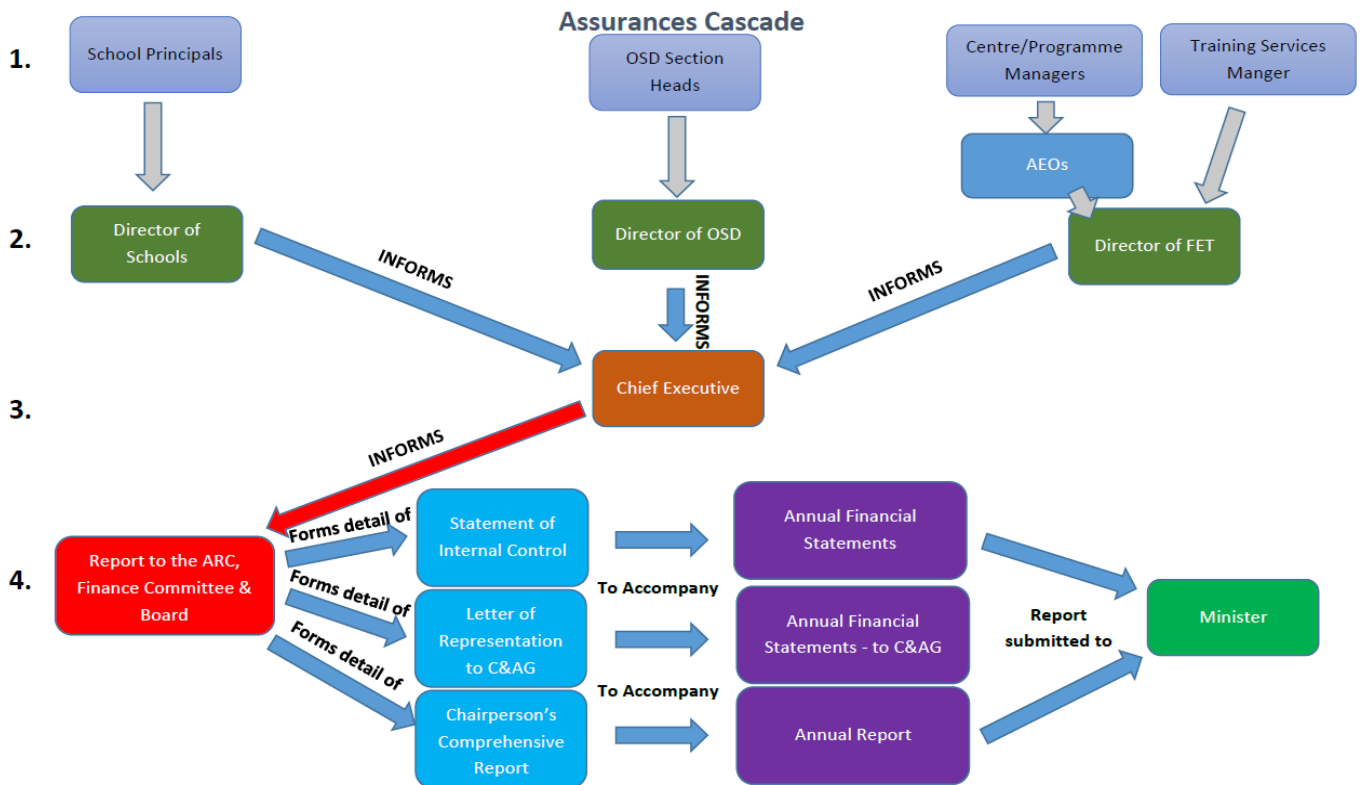 Assurances Cascade
1.
School Principals
OSD Section
Heads
Centre/Programme
Managers
Training Services
Manger
AEOs
2.
Director of
Schools
Director of OSD
Director of FET
INFORMS
INFORMS
INFORMS
Chief Executive
3.
INFORMS
4.
Report to the ARC,
Finance Committee &
Board
Forms detail of
Forms detail of
Forms detail of
Statement of
Internal Control
Letter of
Representation
to C&AG
Chairperson’s
Comprehensive
Report
To Accompany
To Accompany
Annual Financial
Statements
Annual Financial
Statements - to C&AG
Annual Report
Report
submitted to
Minister